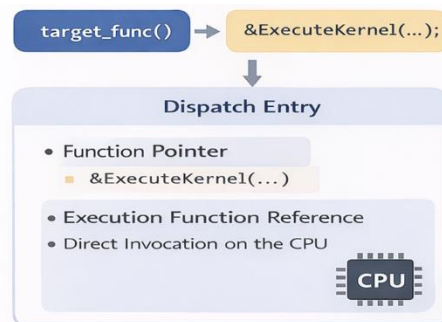 target_func()
&ExecuteKernel(...);
Dispatch Entry
• Function Pointer
▪ &ExecuteKernel(...)
• Execution Function Reference
• Direct Invocation on the CPU
CPU